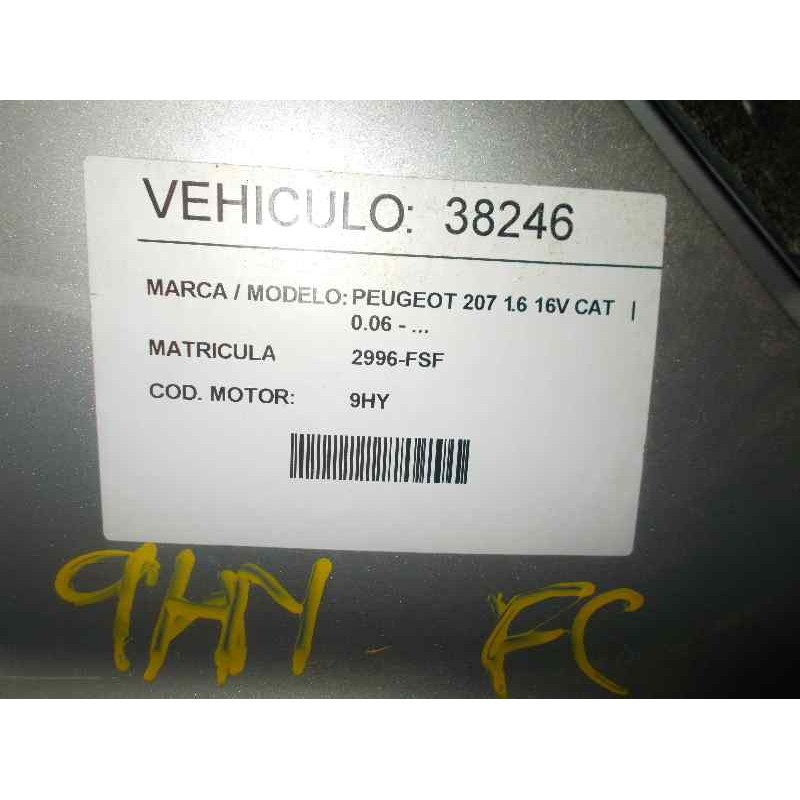 VEHICULO: 38246
MARCA / MODELO: PEUGEOT 207 1.6 16V CAT |
0.06 - ...
MATRICULA 2996-FSF
COD. MOTOR: 9HY
9HY FC